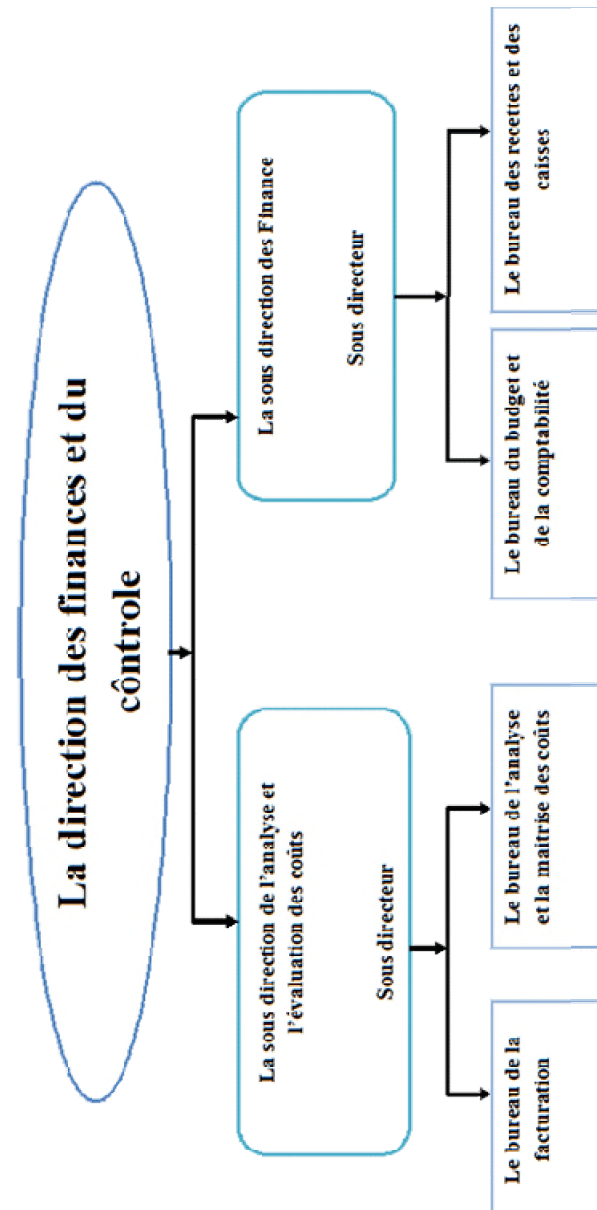 La direction des finances et du
côntrole
La sous direction de l'analyse et
l'évaluation des coûts
Sous directeur
La sous direction des Finance
Sous directeur
Le bureau de la
facturation
Le bureau de l'analyse
et la maitrise des coûts
Le bureau du budget et
de la comptabilité
Le bureau des recettes et des
caisses